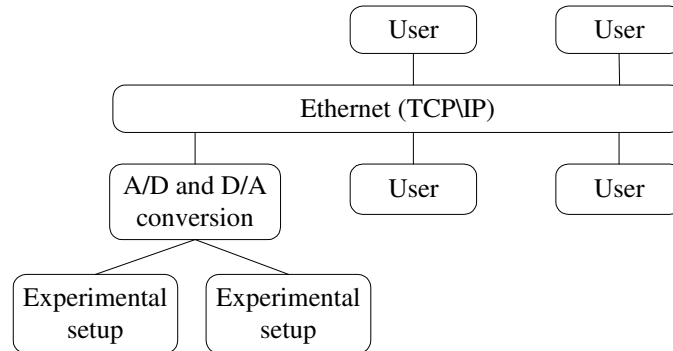 User User
Ethernet (TCP\IP)
A/D and D/A
conversion
User User
Experimental
setup
Experimental
setup